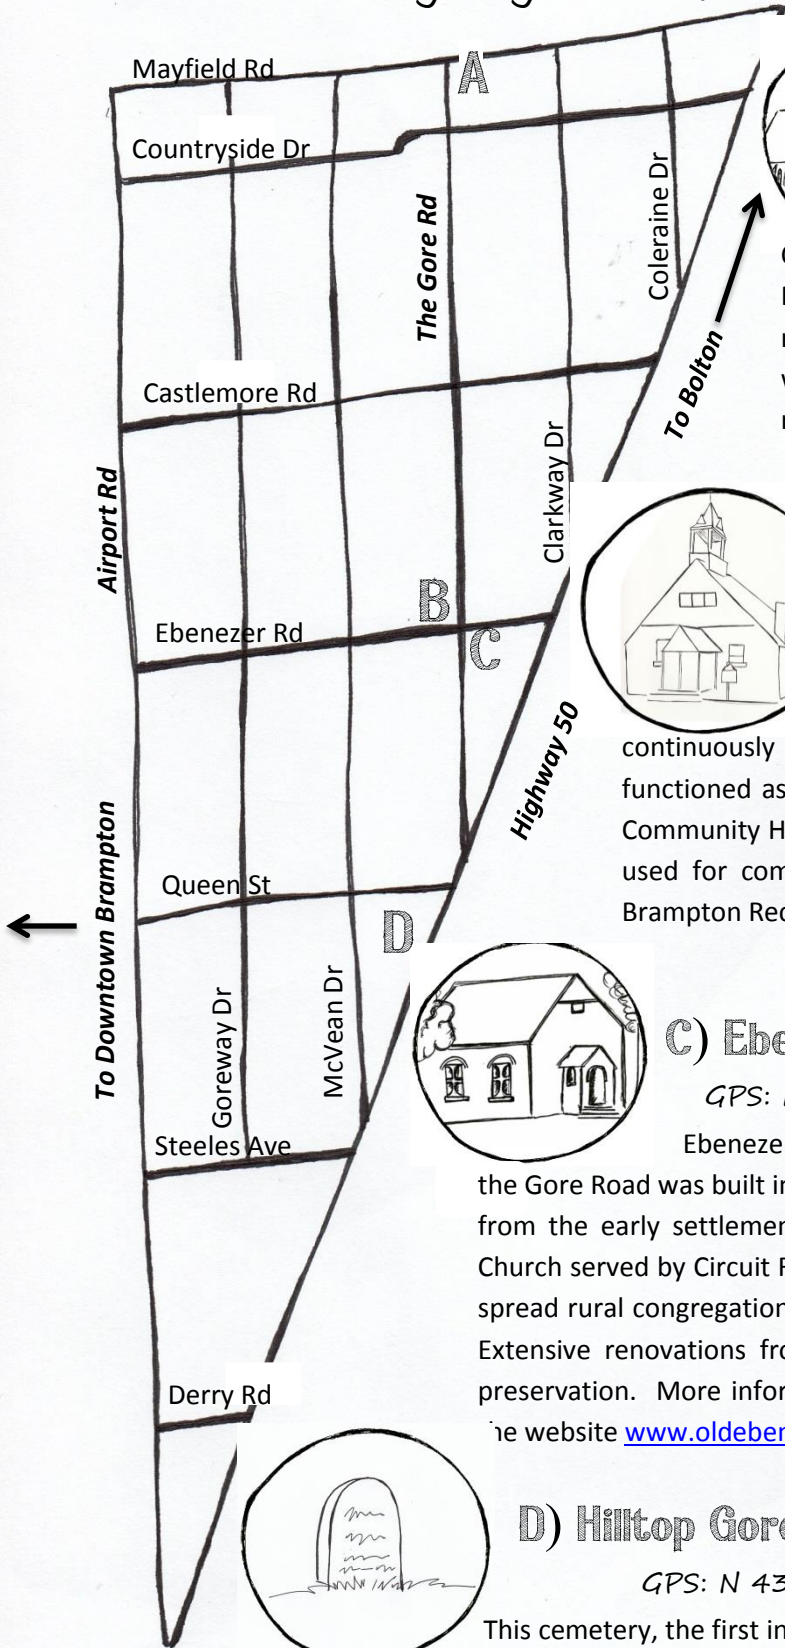 Mayfield Rd
A
Countryside Dr
The Gore Rd
Coleraine Dr
To Bolton
Castlemore Rd
Clarkway Dr
Airport Rd
B
Ebenezer Rd
C
Highway 50
continuously
functioned as
Community H
used for com
Brampton Rec
Queen St
To Downtown Brampton
D
Goreway Dr
McVean Dr
C) Ebe
GPS:
Ebeneze
Steeles Ave
the Gore Road was built in
from the early settlemen
Church served by Circuit R
spread rural congregation
Extensive renovations fro
preservation. More infor
he website www.oldeben
Derry Rd
D) Hilltop Gore
GPS: N 43
This cemetery, the first in